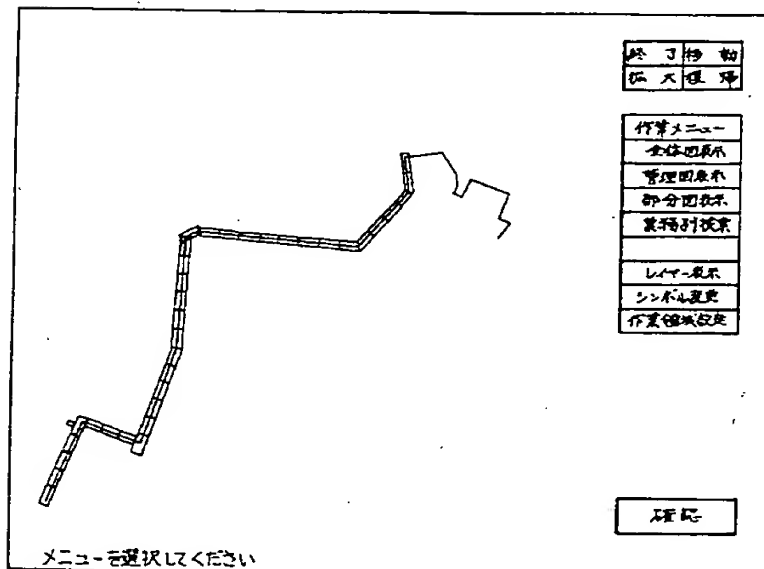 終了 移動
拡大 復帰
作業メニュー
全体図表示
管理図表示
部分図表示
業務別検索
レイヤー表示
シンボル変更
作業領域設定
確認
メニューを選択してください